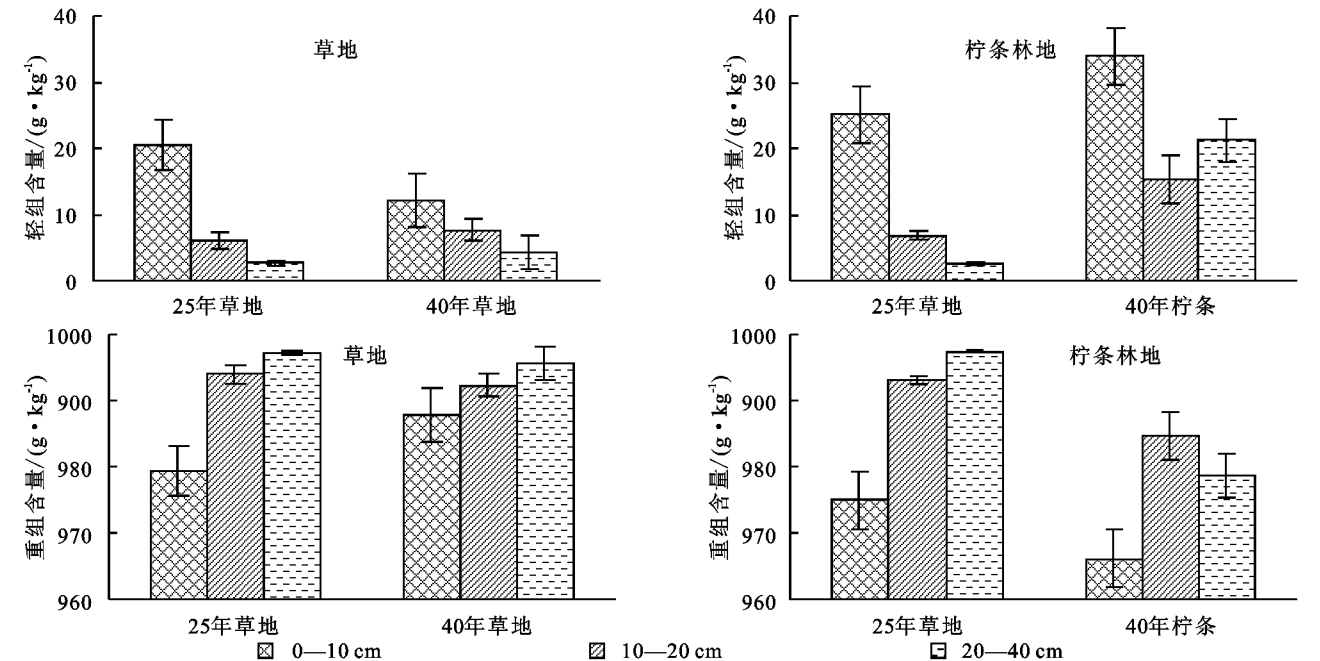 草地
轻组含量/(g·kg⁻¹)
40
30
20
10
0
25年草地
40年草地
柠条林地
轻组含量/(g·kg⁻¹)
40
30
20
10
0
25年草地
40年柠条
草地
重组含量/(g·kg⁻¹)
1000
900
980
970
960
25年草地
40年草地
柠条林地
重组含量/(g·kg⁻¹)
1000
900
980
970
960
25年草地
40年柠条
0—10 cm
10—20 cm
20—40 cm